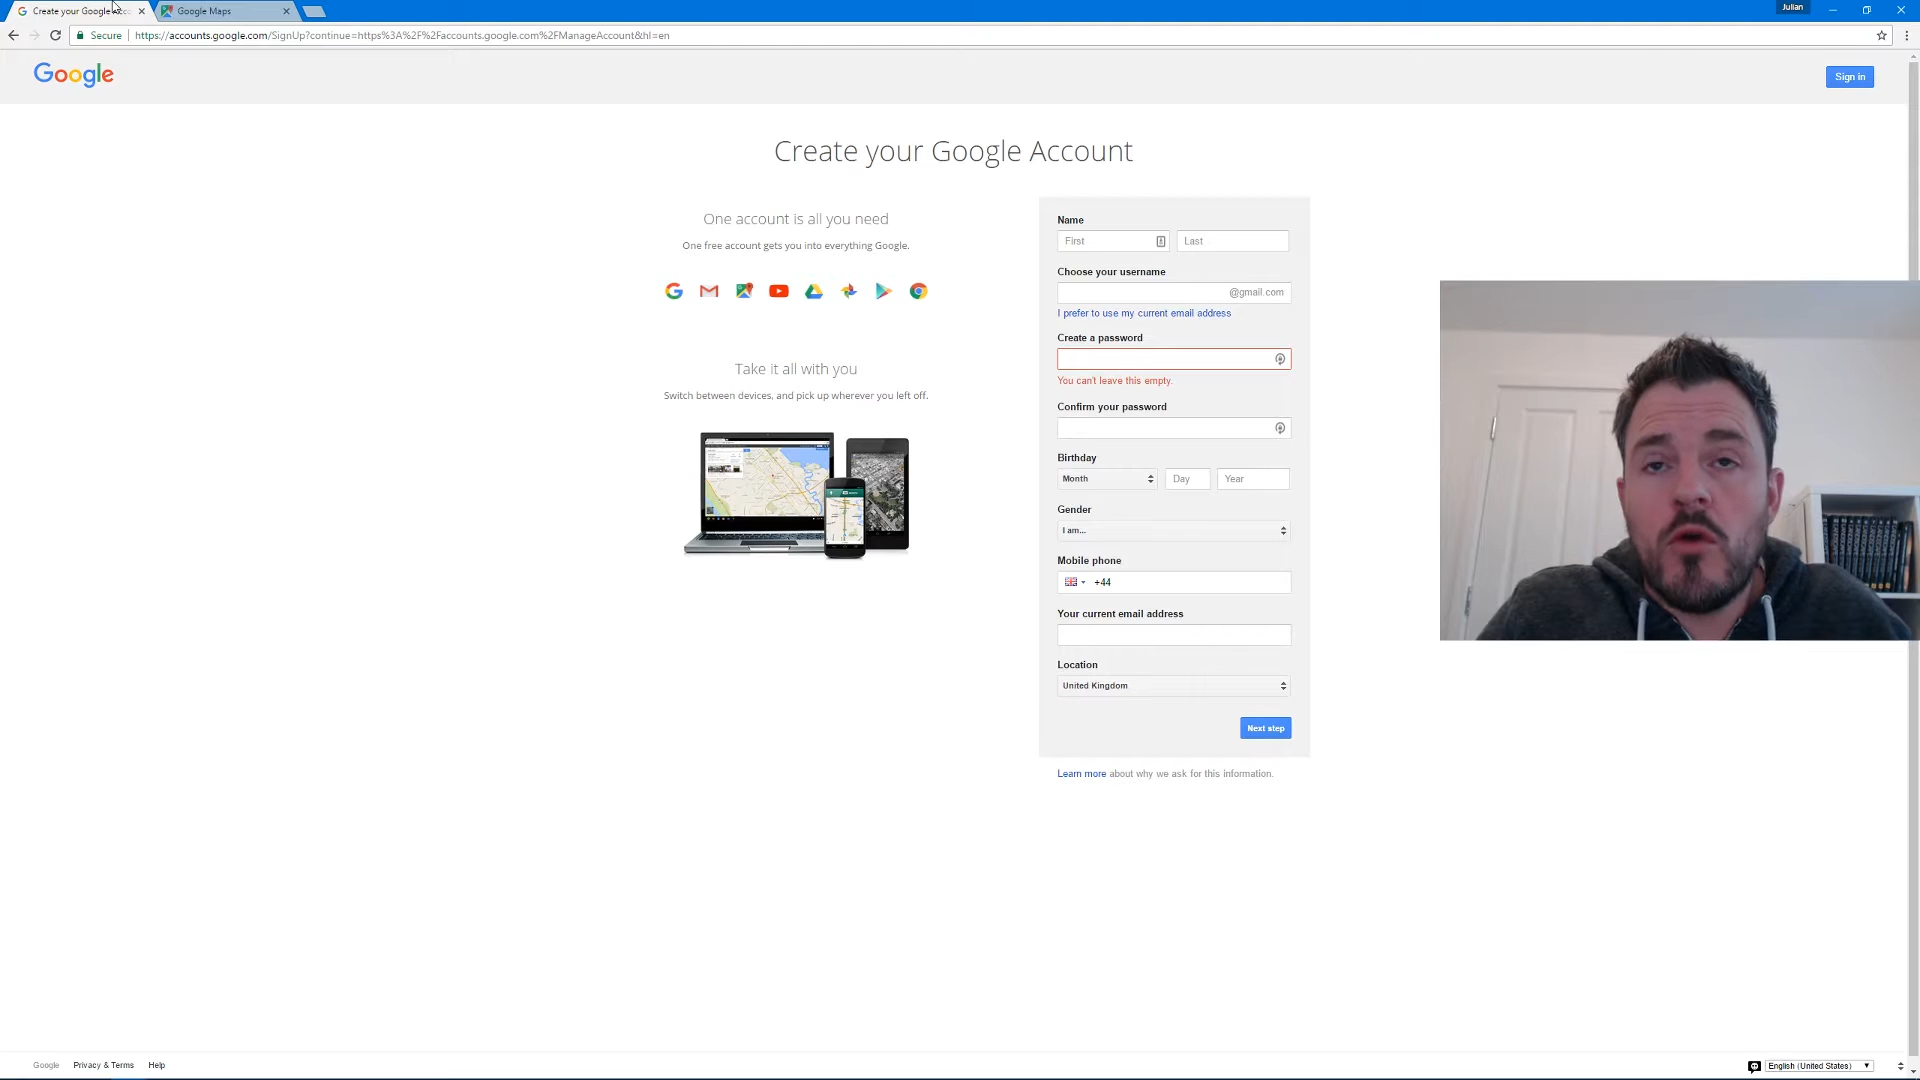 Create your Google Acc
Google Maps
Julian
Secure
https://accounts.google.com/SignUp?continue=https%3A%2F%2Faccounts.google.com%2FManageAccount&hl=en
Google
Sign in
Create your Google Account
One account is all you need
One free account gets you into everything Google.
Take it all with you
Switch between devices, and pick up wherever you left off.
Name
First
Last
Choose your username
@gmail.com
I prefer to use my current email address
Create a password
You can't leave this empty.
Confirm your password
Birthday
Month
Day
Year
Gender
I am...
Mobile phone
+44
Your current email address
Location
United Kingdom
Next step
Learn more about why we ask for this information.
Google
Privacy & Terms
Help
English (United States)